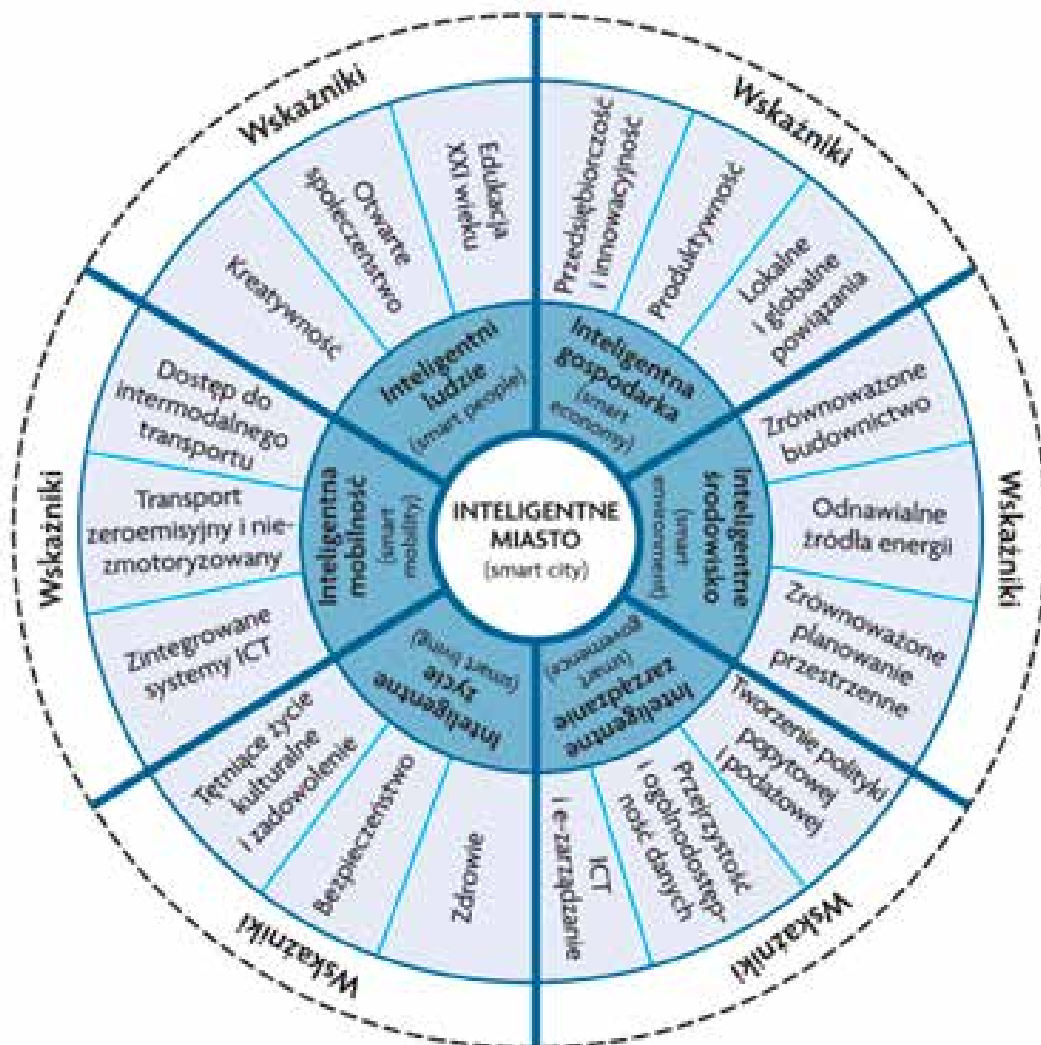 INTELIGENTNE
MIASTO
(smart city)
Inteligentna
gospodarka
(smart
economy)
Przedsiębiorczość
i innowacyjność
Produktywność
Lokalne
i globalne
powiązania
Wskaźniki
Inteligentne
środowisko
(smart
environment)
Zrównoważone
budownictwo
Odnawialne
źródła energii
Zrównoważone
planowanie
przestrzenne
Wskaźniki
Inteligentne
zarządzanie
(smart
governence)
Tworzenie polityki
popytowej
i podażowej
Przejrzystość
i ogólnodostęp-
ność danych
ICT
i e-zarządzanie
Wskaźniki
Inteligentne
życie
(smart living)
Zdrowie
Bezpieczeństwo
Tętniące życie
kulturalne
i zadowolenie
Wskaźniki
Inteligentna
mobilność
(smart
mobility)
Zintegrowane
systemy ICT
Transport
zeroemisyjny i nie-
zmotoryzowany
Dostęp do
intermodalnego
transportu
Wskaźniki
Inteligentni
ludzie
(smart people)
Kreatywność
Otwarte
społeczeństwo
Edukacja
XXI wieku
Wskaźniki